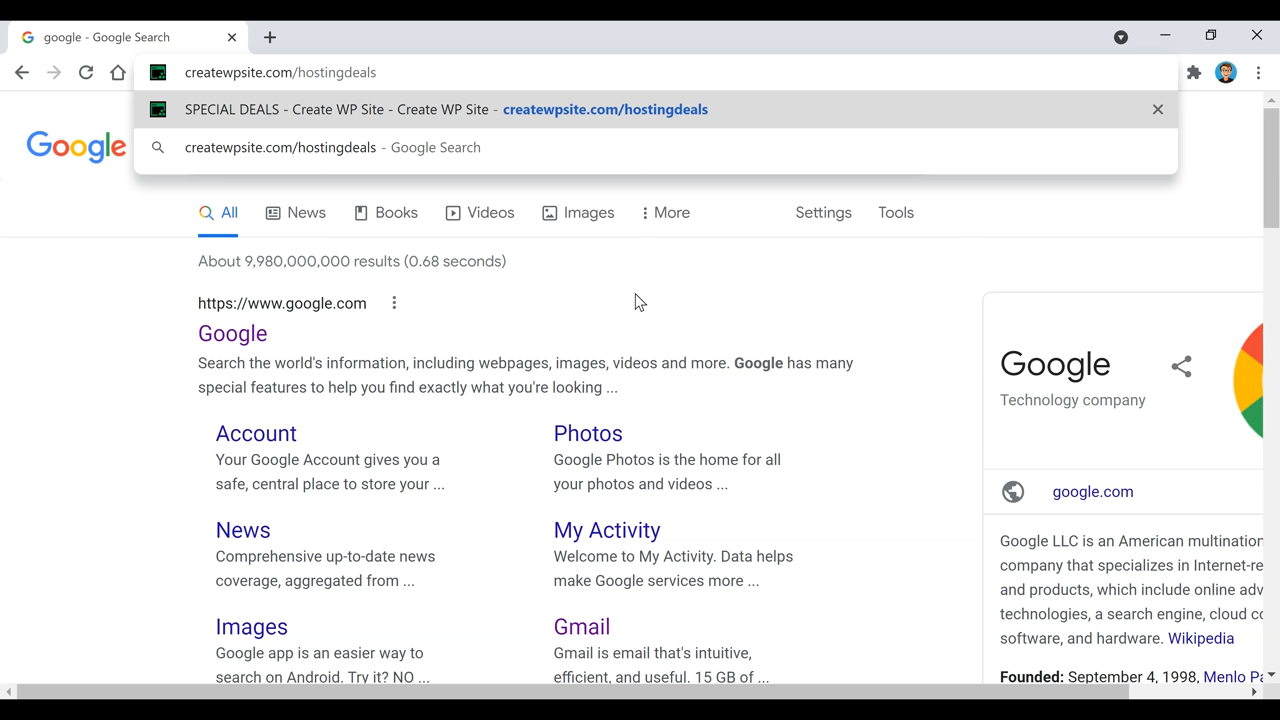 google - Google Search
createwpsite.com/hostingdeals
SPECIAL DEALS - Create WP Site - Create WP Site - createwpsite.com/hostingdeals
createwpsite.com/hostingdeals - Google Search
Google
All News Books Videos Images More Settings Tools
About 9,980,000,000 results (0.68 seconds)
https://www.google.com
Google
Search the world's information, including webpages, images, videos and more. Google has many
special features to help you find exactly what you're looking ...
Account
Your Google Account gives you a
safe, central place to store your ...
Photos
Google Photos is the home for all
your photos and videos ...
News
Comprehensive up-to-date news
coverage, aggregated from ...
My Activity
Welcome to My Activity. Data helps
make Google services more ...
Images
Google app is an easier way to
search on Android. Try it? NO ...
Gmail
Gmail is email that's intuitive,
efficient, and useful. 15 GB of ...
Google
Technology company
google.com
Google LLC is an American multination
company that specializes in Internet-re
and products, which include online adv
technologies, a search engine, cloud co
software, and hardware. Wikipedia
Founded: September 4, 1998, Menlo Pa